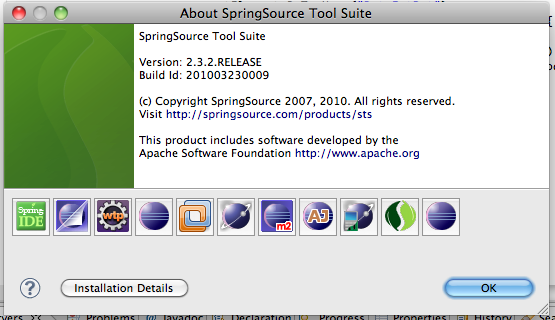 About SpringSource Tool Suite
SpringSource Tool Suite
Version: 2.3.2.RELEASE
Build Id: 201003230009
(c) Copyright SpringSource 2007, 2010. All rights reserved.
Visit http://springsource.com/products/sts
This product includes software developed by the
Apache Software Foundation http://www.apache.org
Spring IDE
wtp
m2
AJ
?
Installation Details
OK
Problems
Javadoc
Declaration
Progress
Properties
History